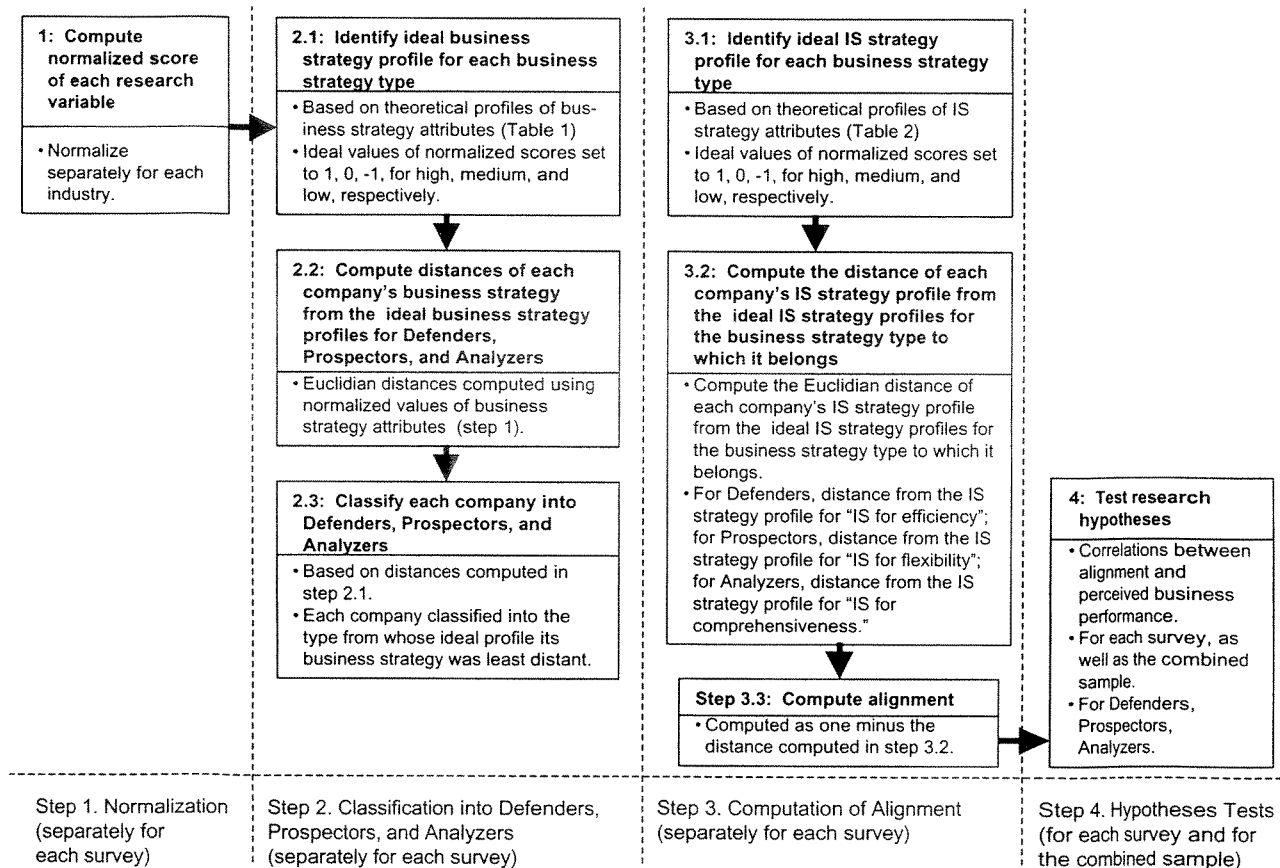 1: Compute
normalized score
of each research
variable
• Normalize
separately for each
industry.
2.1: Identify ideal business
strategy profile for each business
strategy type
• Based on theoretical profiles of bus-
iness strategy attributes (Table 1)
• Ideal values of normalized scores set
to 1, 0, -1, for high, medium, and
low, respectively.
2.2: Compute distances of each
company's business strategy
from the ideal business strategy
profiles for Defenders,
Prospectors, and Analyzers
• Euclidian distances computed using
normalized values of business
strategy attributes (step 1).
2.3: Classify each company into
Defenders, Prospectors, and
Analyzers
• Based on distances computed in
step 2.1.
• Each company classified into the
type from whose ideal profile its
business strategy was least distant.
3.1: Identify ideal IS strategy
profile for each business strategy
type
• Based on theoretical profiles of IS
strategy attributes (Table 2)
• Ideal values of normalized scores set
to 1, 0, -1, for high, medium, and
low, respectively.
3.2: Compute the distance of each
company's IS strategy profile from
the ideal IS strategy profiles for
the business strategy type to
which it belongs
• Compute the Euclidian distance of
each company's IS strategy profile
from the ideal IS strategy profiles for
the business strategy type to which it
belongs.
• For Defenders, distance from the IS
strategy profile for "IS for efficiency";
for Prospectors, distance from the IS
strategy profile for "IS for flexibility";
for Analyzers, distance from the IS
strategy profile for "IS for
comprehensiveness."
Step 3.3: Compute alignment
• Computed as one minus the
distance computed in step 3.2.
4: Test research
hypotheses
• Correlations between
alignment and
perceived business
performance.
• For each survey, as
well as the combined
sample.
• For Defenders,
Prospectors,
Analyzers.
Step 1. Normalization
(separately for
each survey)
Step 2. Classification into Defenders,
Prospectors, and Analyzers
(separately for each survey)
Step 3. Computation of Alignment
(separately for each survey)
Step 4. Hypotheses Tests
(for each survey and for
the combined sample)